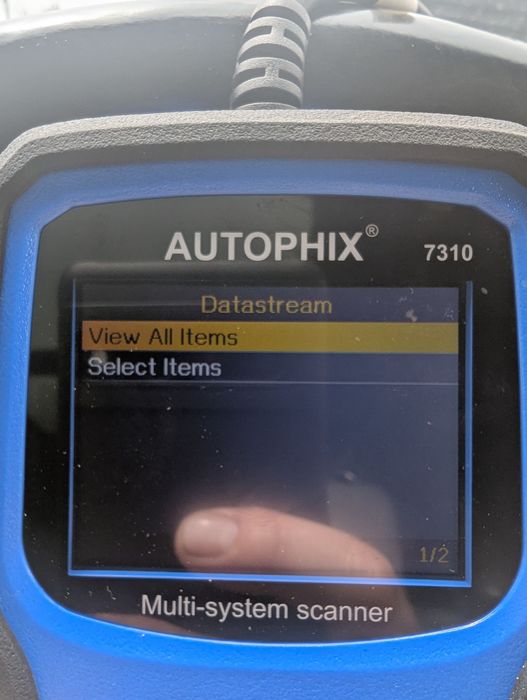 AUTOPHIX®
7310
Datastream
View All Items
Select Items
1/2
Multi-system scanner